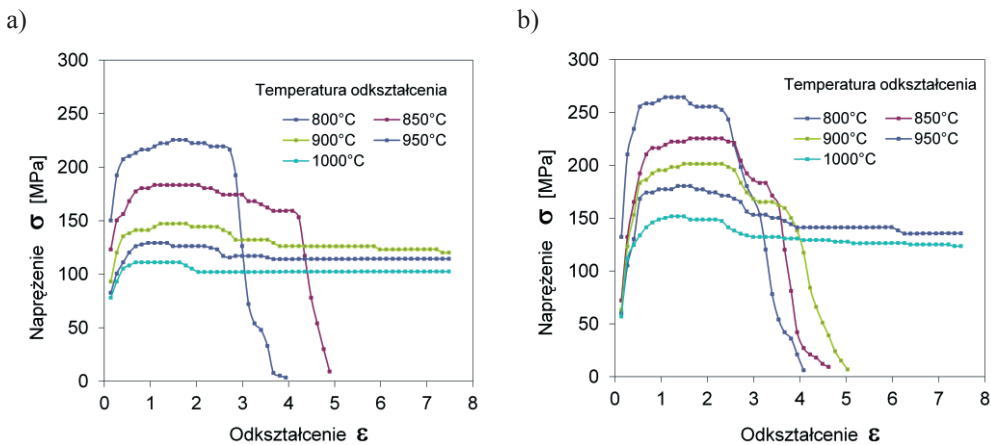 a)
300
250
200
150
100
50
0
Naprężenie σ [MPa]
Temperatura odkształcenia
800°C 850°C
900°C 950°C
1000°C
0 1 2 3 4 5 6 7 8
Odkształcenie ε
b)
300
250
200
150
100
50
0
Naprężenie σ [MPa]
Temperatura odkształcenia
800°C 850°C
900°C 950°C
1000°C
0 1 2 3 4 5 6 7 8
Odkształcenie ε